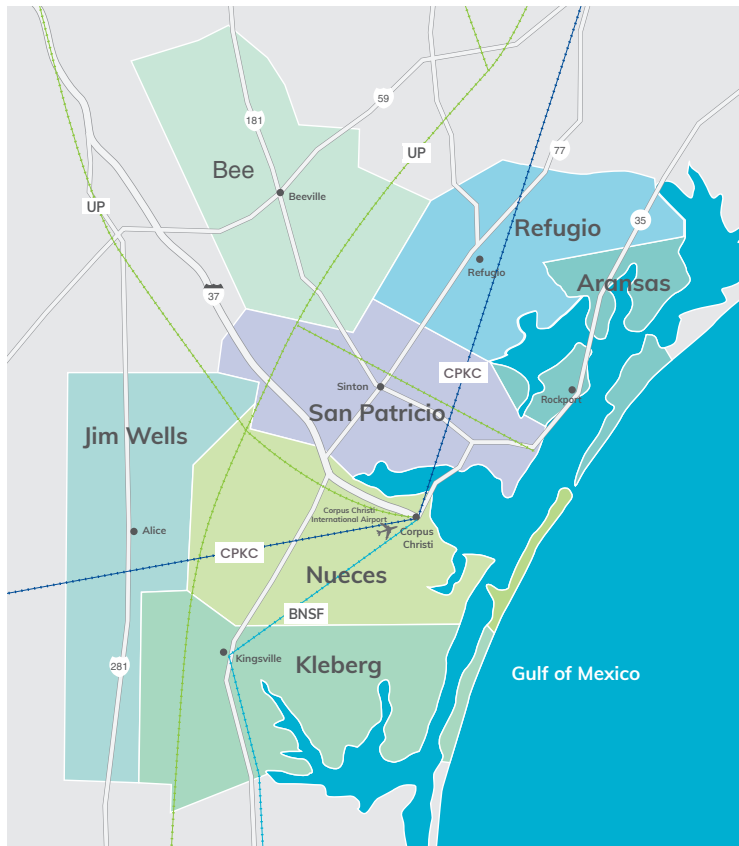 59
181
77
UP
Bee
Beeville
UP
35
Refugio
Refugio
Aransas
37
CPKC
Sinton
Rockport
San Patricio
Jim Wells
Corpus Christi
International Airport
Alice
Corpus
Christi
CPKC
Nueces
BNSF
Kingsville
Kleberg
281
Gulf of Mexico